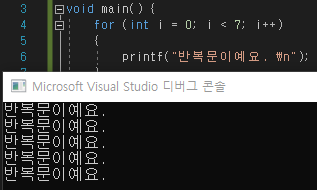 3 void main() {
4 for (int i = 0; i < 7; i++)
5 {
6 printf("반복문이예요. ₩n");
Microsoft Visual Studio 디버그 콘솔
반복문이예요.
반복문이예요.
반복문이예요.
반복문이예요.
반복문이예요.